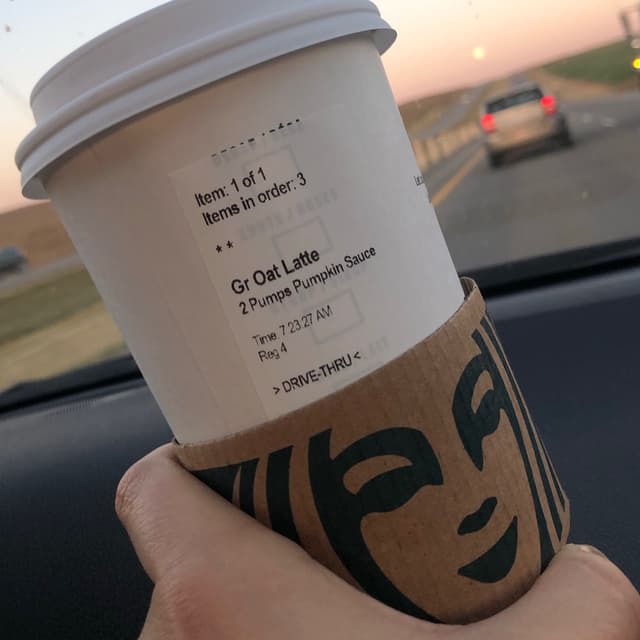 Item: 1 of 1
Items in order: 3
**
Gr Oat Latte
2 Pumps Pumpkin Sauce
Time 7 23 27 AM
Reg 4
> DRIVE-THRU <